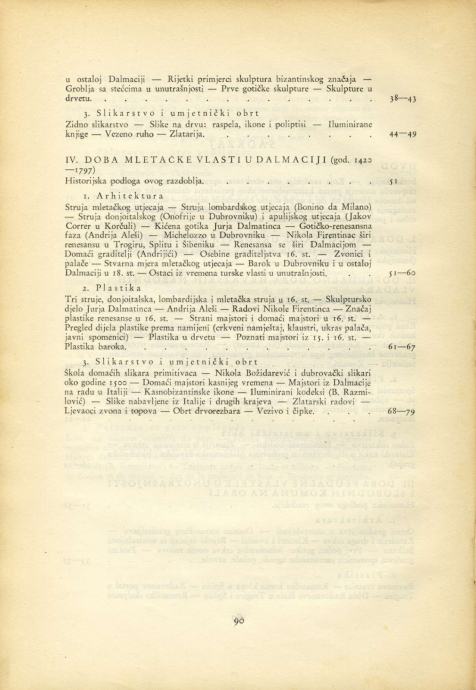 u ostaloj Dalmaciji — Rijetki primjerci skulptura bizantinskog značaja —
Groblja sa stećcima u unutrašnjosti — Prve gotičke skulpture — Skulpture u
drvetu. . . . . . . . . . . . . . 38—43
3. Slikarstvo i umjetnički obrt
Zidno slikarstvo — Slike na drvu: raspela, ikone i poliptisi — Iluminirane
knjige — Vezeno ruho — Zlatarija. . . . . . . . . 44—49
IV. DOBA MLETAČKE VLASTI U DALMACIJI (god. 1420
—1797)
Historijska podloga ovog razdoblja. . . . . . . . . 51
1. Arhitektura
Struja mletačkog utjecaja — Struja lombardskog utjecaja (Bonino da Milano)
— Struja donjoitalskog (Onofrije u Dubrovniku) i apulijskog utjecaja (Jakov
Correr u Korčuli) — Kićena gotika Jurja Dalmatinca — Gotičko-renesansna
faza (Andrija Aleši) — Michelozzo u Dubrovniku — Nikola Firentinac širi
renesansu u Trogiru, Splitu i Šibeniku — Renesansa se širi Dalmacijom —
Domaći graditelji (Andrijići) — Osebine graditeljstva 16. st. — Zvonici i
palače — Stvarna mjera mletačkog utjecaja — Barok u Dubrovniku i u ostaloj
Dalmaciji u 18. st. — Ostaci iz vremena turske vlasti u unutrašnjosti. 51—60
2. Plastika
Tri struje, donjoitalska, lombardijska i mletačka struja u 16. st. — Skulptursko
djelo Jurja Dalmatinca — Andrija Aleši — Radovi Nikole Firentinca — Značaj
plastike renesanse u 16. st. — Strani majstori i domaći majstori u 16. st. —
Pregled dijela plastike prema namijeni (crkveni namještaj, klaustri, ukras palača,
javni spomenici) — Plastika u drvetu — Poznati majstori iz 15. i 16. st. —
Plastika baroka. . . . . . . . . . . . . 61—67
3. Slikarstvo i umjetnički obrt
Škola domaćih slikara primitivaca — Nikola Božidarević i dubrovački slikari
oko godine 1500 — Domaći majstori kasnijeg vremena — Majstori iz Dalmacije
na radu u Italiji — Kasnobizantinske ikone — Iluminirani kodeksi (B. Razmi-
lović) — Slike nabavljene iz Italije i drugih krajeva — Zlatarski radovi —
Ljevaoci zvona i topova — Obrt drvorezbara — Vezivo i čipke. . . . 68—79
90